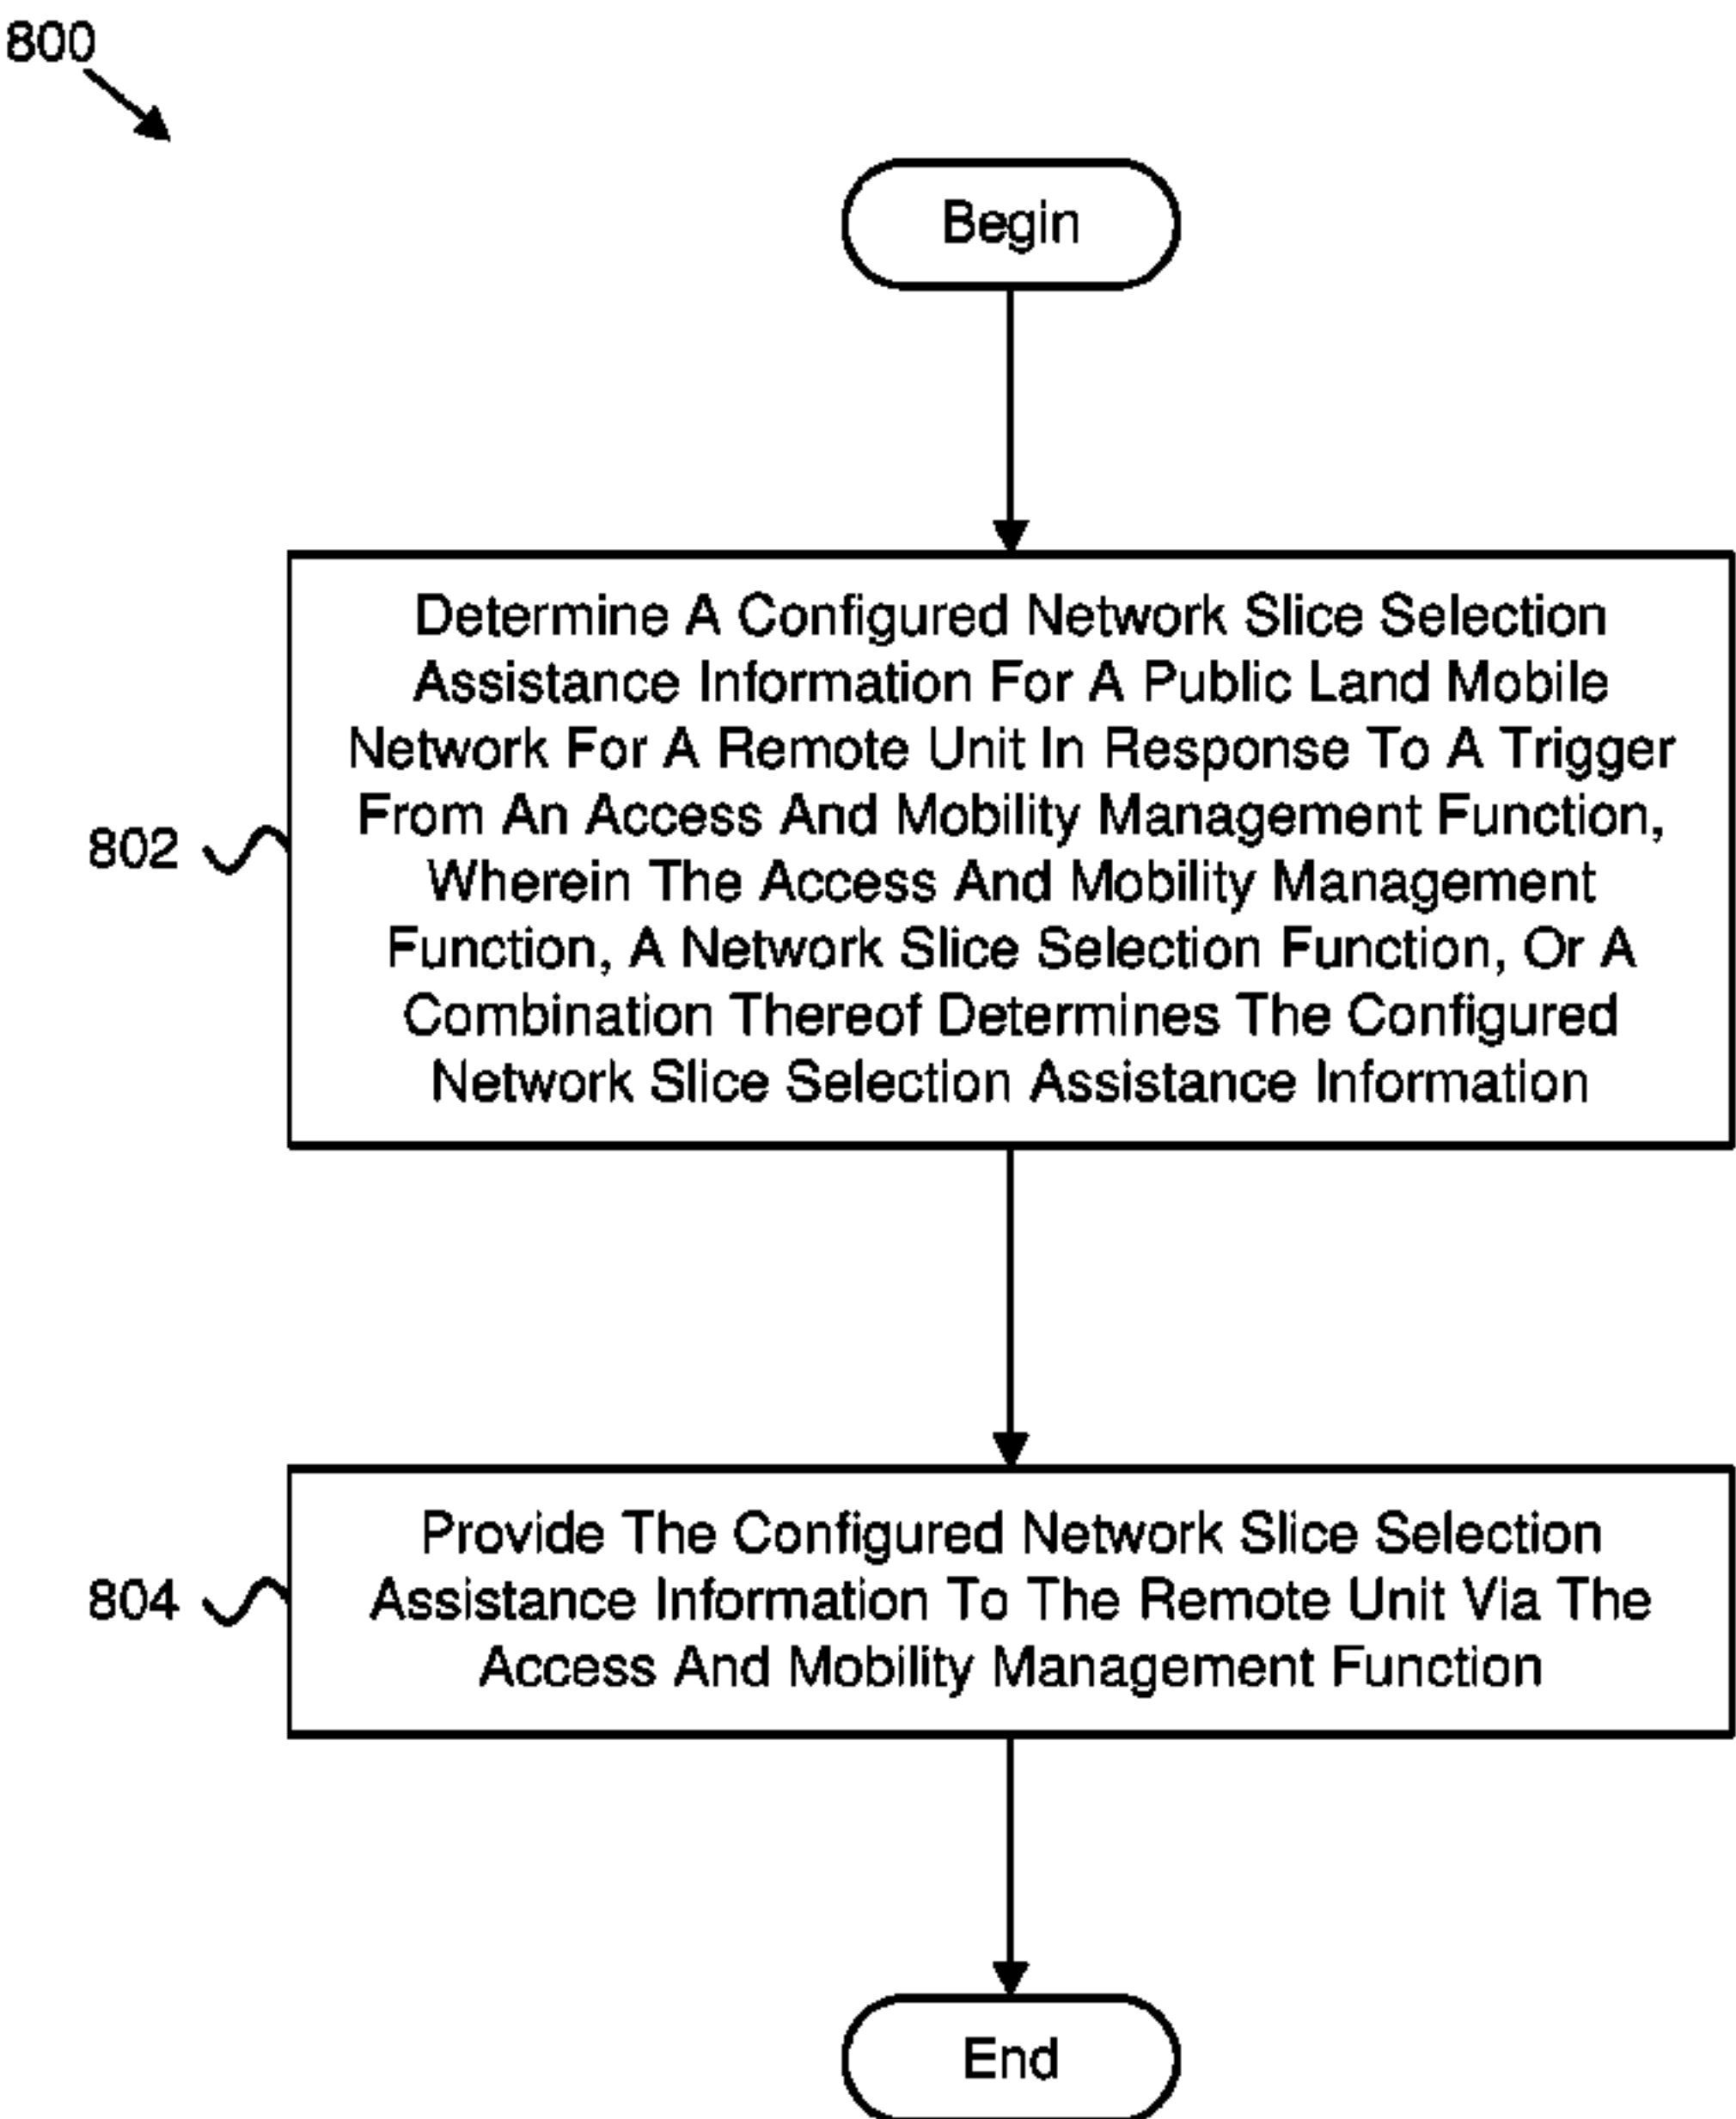 800
Begin
Determine A Configured Network Slice Selection
Assistance Information For A Public Land Mobile
Network For A Remote Unit In Response To A Trigger
From An Access And Mobility Management Function,
Wherein The Access And Mobility Management
Function, A Network Slice Selection Function, Or A
Combination Thereof Determines The Configured
Network Slice Selection Assistance Information
802
Provide The Configured Network Slice Selection
Assistance Information To The Remote Unit Via The
Access And Mobility Management Function
804
End